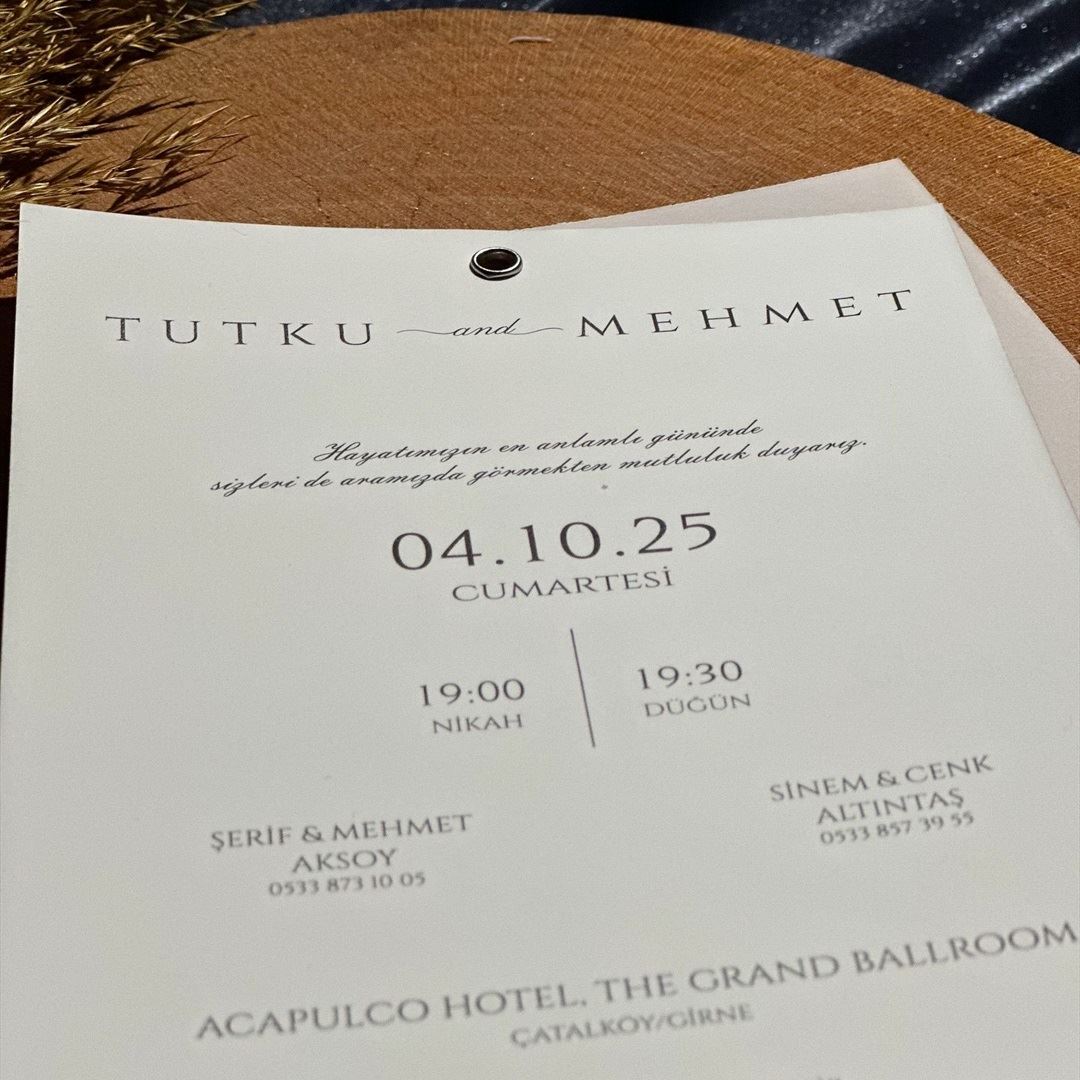 TUTKU and MEHMET
Hayatımızın en anlamlı gününde
sizleri de aramızda görmekten mutluluk duyarız.
04.10.25
CUMARTESİ
19:00
NİKAH
19:30
DÜĞÜN
ŞERİF & MEHMET
AKSOY
0533 873 10 05
SİNEM & CENK
ALTINTAŞ
0533 857 39 55
ACAPULCO HOTEL, THE GRAND BALLROOM
ÇATALKÖY/GİRNE